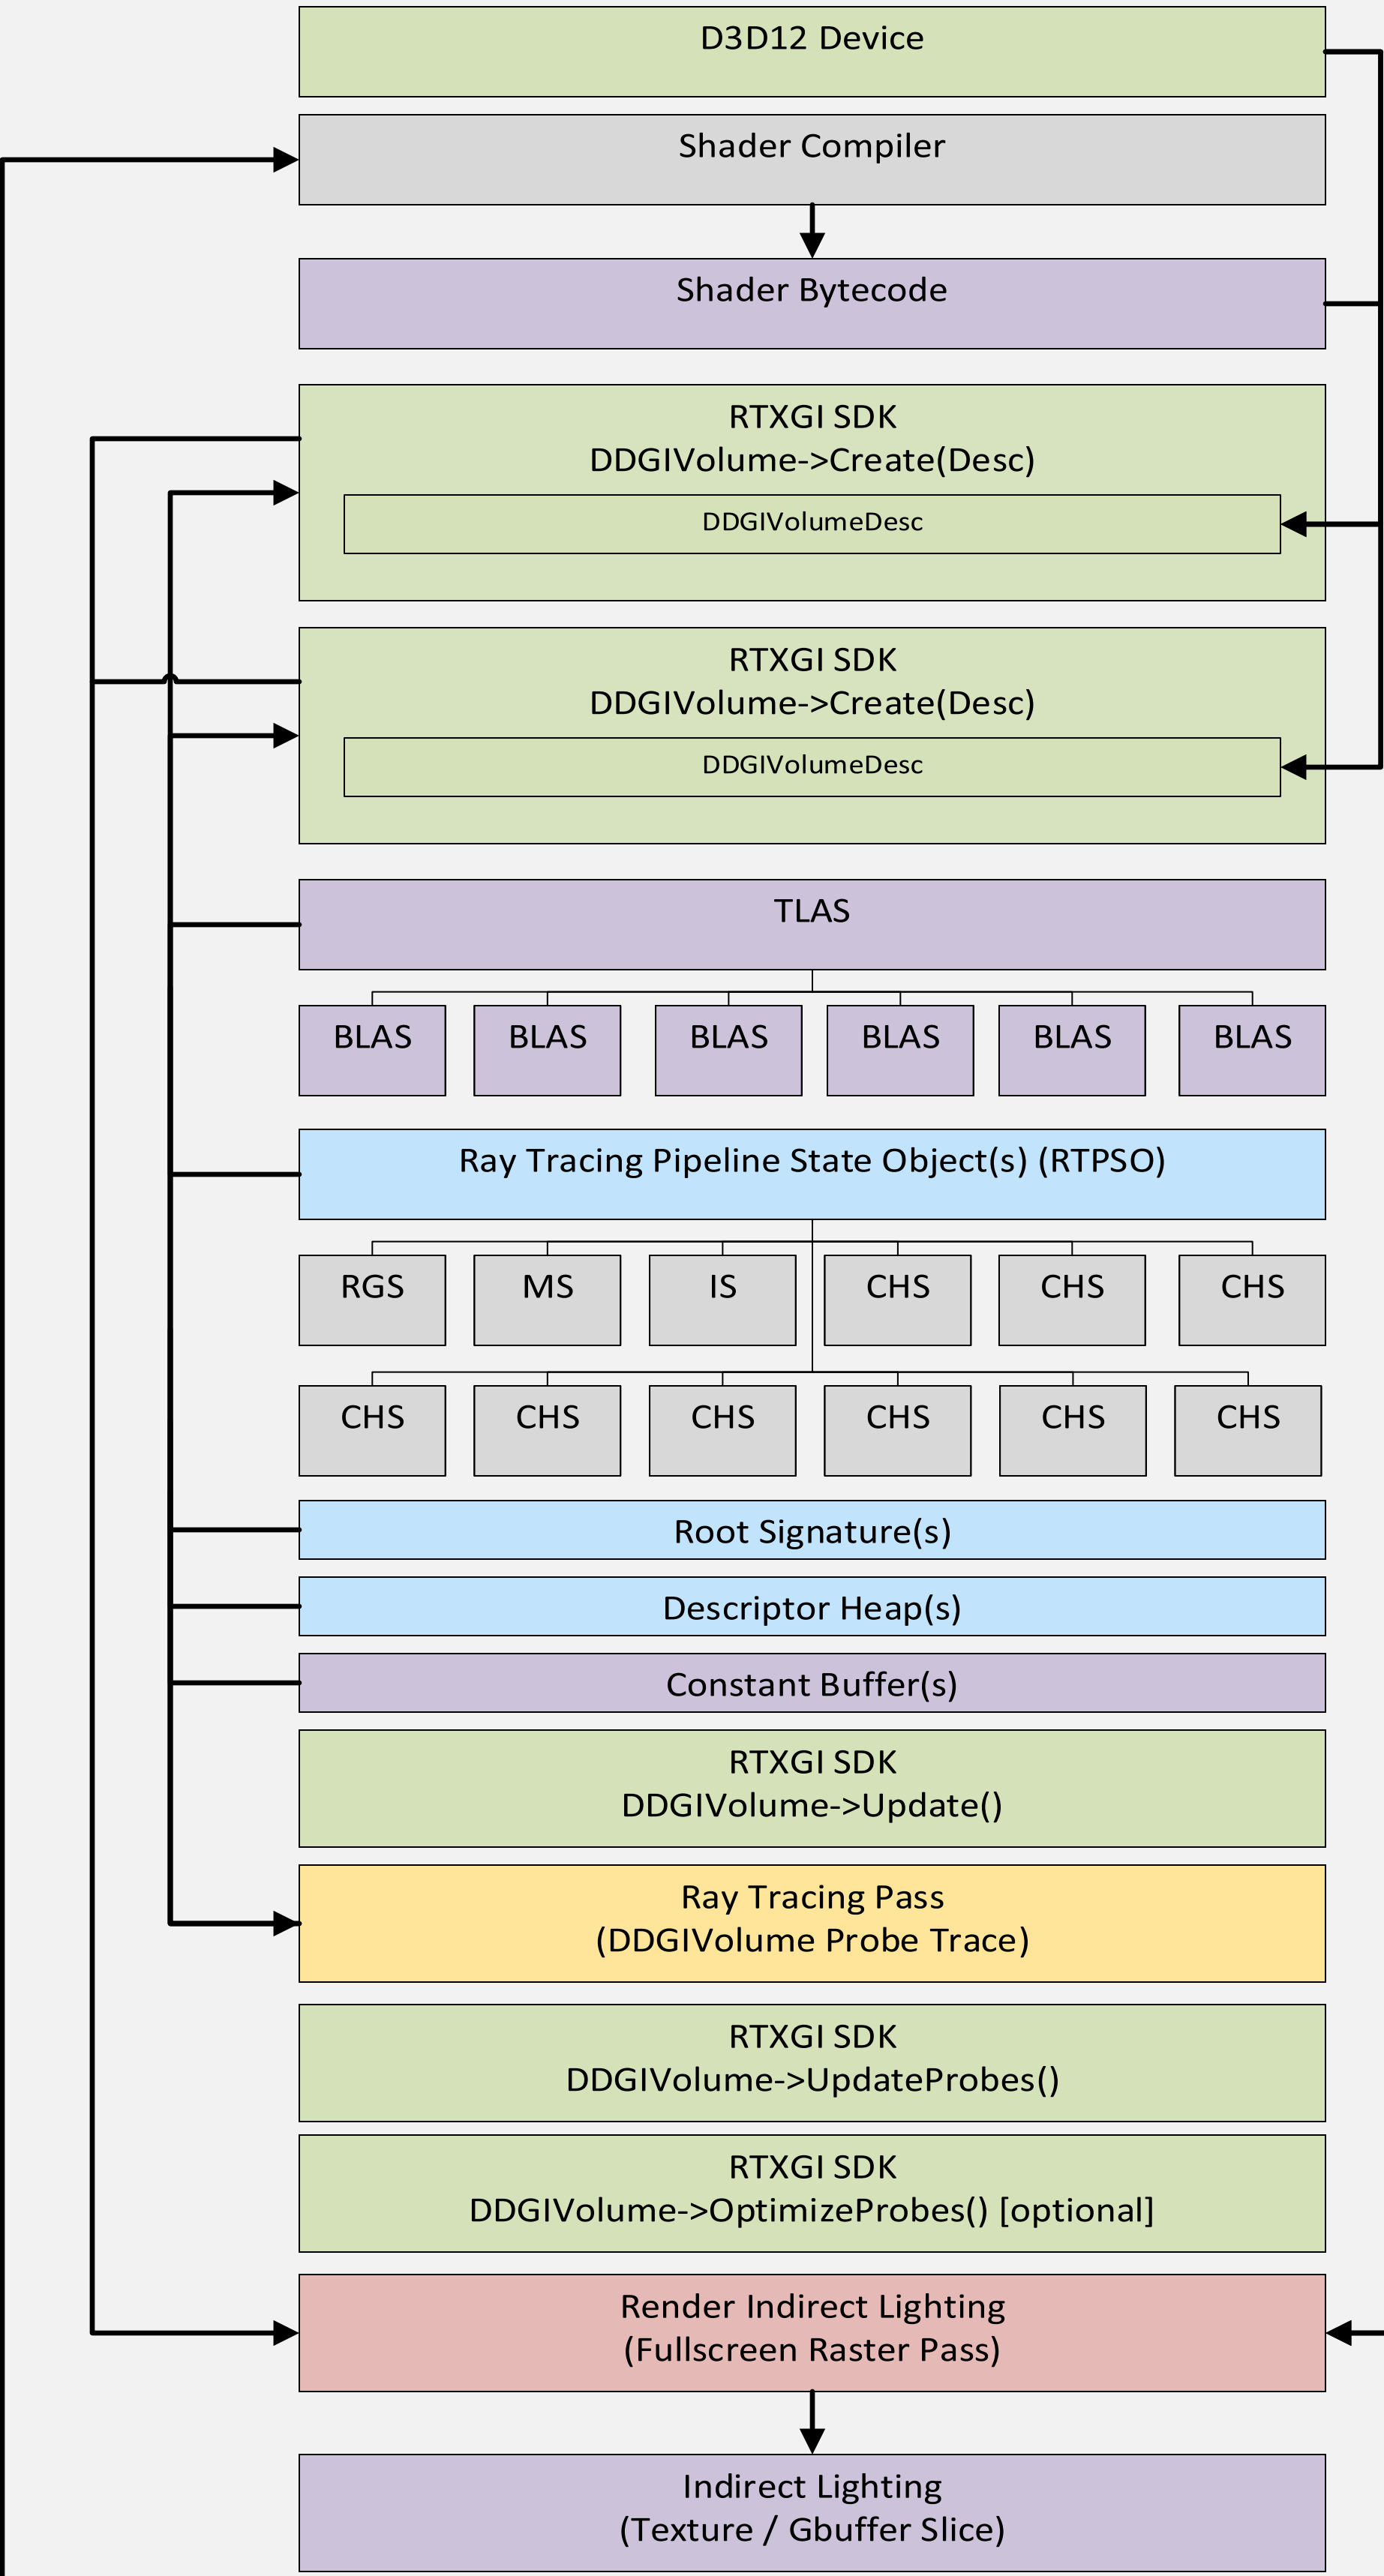 D3D12 Device
Shader Compiler
Shader Bytecode
RTXGI SDK
DDGIVolume->Create(Desc)
DDGIVolumeDesc
RTXGI SDK
DDGIVolume->Create(Desc)
DDGIVolumeDesc
TLAS
BLAS BLAS BLAS BLAS BLAS BLAS
Ray Tracing Pipeline State Object(s) (RTPSO)
RGS MS IS CHS CHS CHS
CHS CHS CHS CHS CHS CHS
Root Signature(s)
Descriptor Heap(s)
Constant Buffer(s)
RTXGI SDK
DDGIVolume->Update()
Ray Tracing Pass
(DDGIVolume Probe Trace)
RTXGI SDK
DDGIVolume->UpdateProbes()
RTXGI SDK
DDGIVolume->OptimizeProbes() [optional]
Render Indirect Lighting
(Fullscreen Raster Pass)
Indirect Lighting
(Texture / Gbuffer Slice)